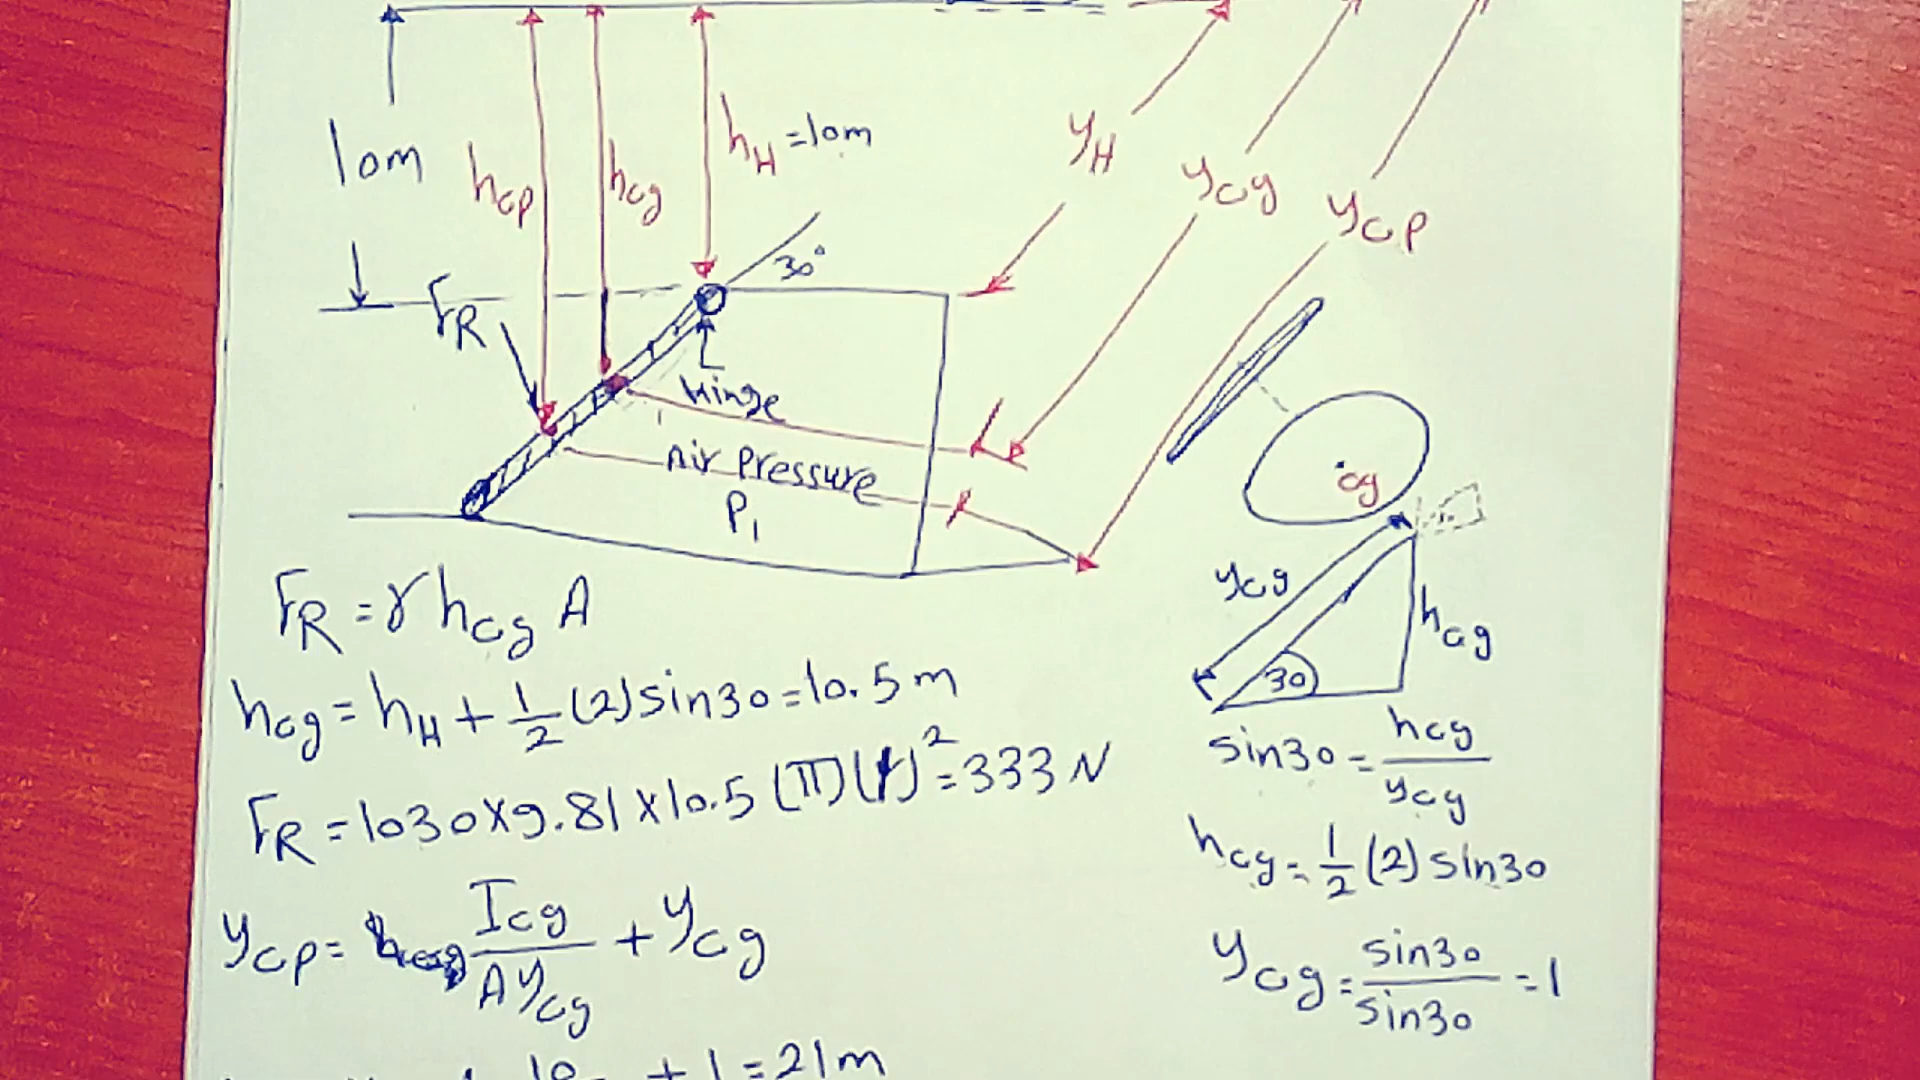 10m
hcp
hcg
hH = 10m
yH
ycg
ycp
30°
FR
Hinge
Air Pressure
P1
cg
FR = γ hcg A
hcg = hH + 1/2 (2) sin30 = 10.5 m
FR = 1030 x 9.81 x 10.5 (π)(1)² = 333 N
ycp = Icg / A ycg + ycg
+ 1 = 21m
ycg
hcg
30
sin30 = hcg / ycg
hcg = 1/2 (2) sin30
ycg = sin30 / sin30 = 1